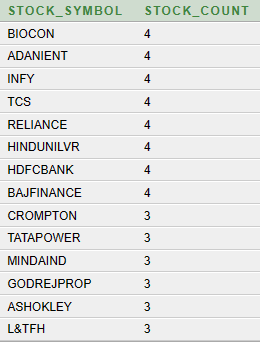 STOCK_SYMBOL STOCK_COUNT
BIOCON 4
ADANIENT 4
INFY 4
TCS 4
RELIANCE 4
HINDUNILVR 4
HDFCBANK 4
BAJFINANCE 4
CROMPTON 3
TATAPOWER 3
MINDAIND 3
GODREJPROP 3
ASHOKLEY 3
L&TFH 3